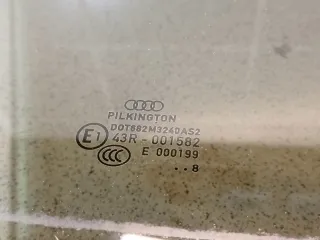 PILKINGTON
DOT682M324DAS2
E1 43R - 001582
CCC E 000199
..8